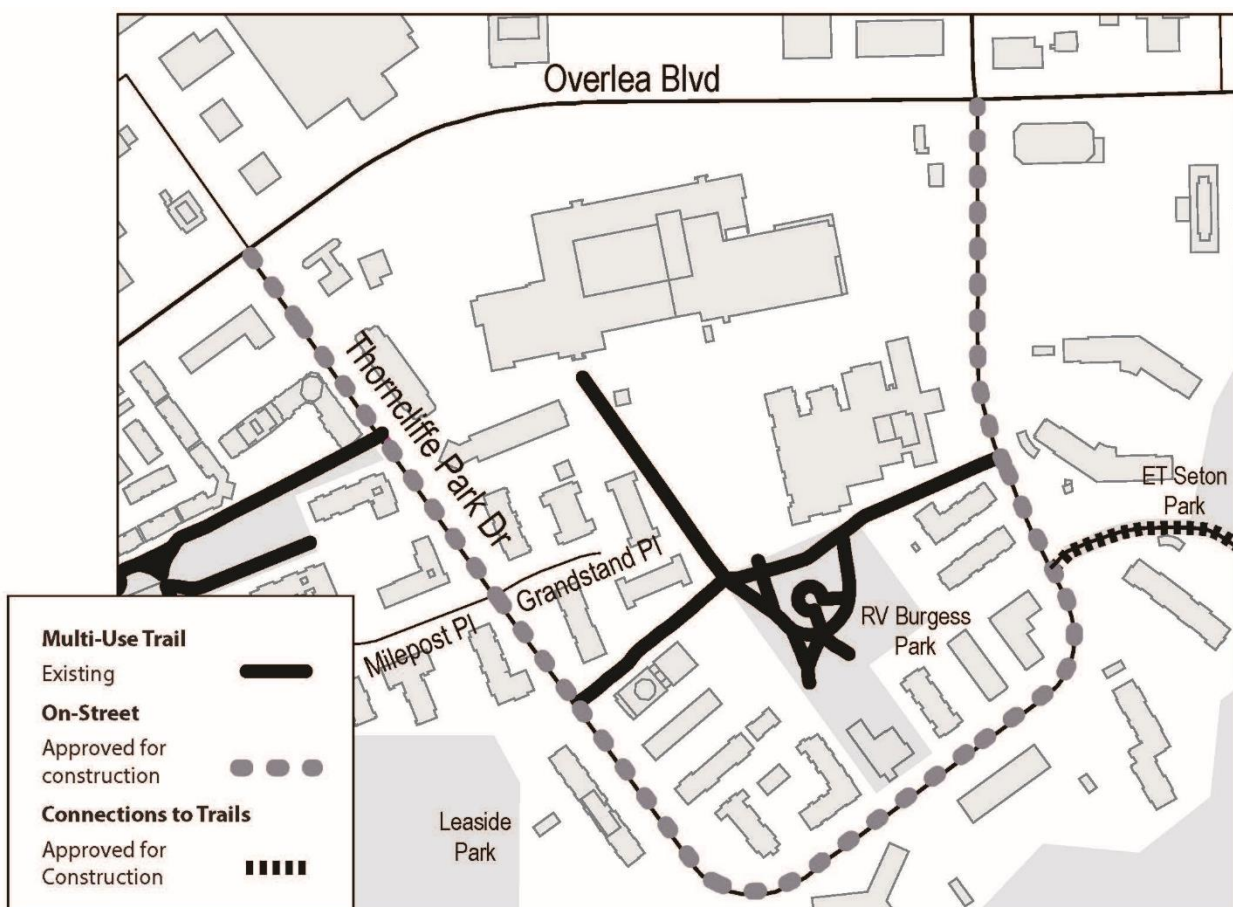 Overlea Blvd
Thorncliffe Park Dr
ET Seton
Park
Grandstand Pl
RV Burgess
Park
Milepost Pl
Leaside
Park
Multi-Use Trail
Existing
On-Street
Approved for
construction
Connections to Trails
Approved for
Construction